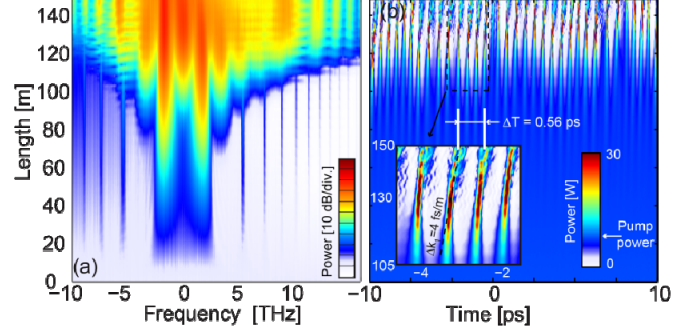 140
120
100
80
60
40
20
0
Length [m]
(a)
Power [10 dB/div.]
−10
−5
0
5
Frequency [THz]
(b)
ΔT = 0.56 ps
150
130
105
Δk₁=4 fs/m
−4
−2
30
0
Power [W]
Pump
power
−10
0
10
Time [ps]